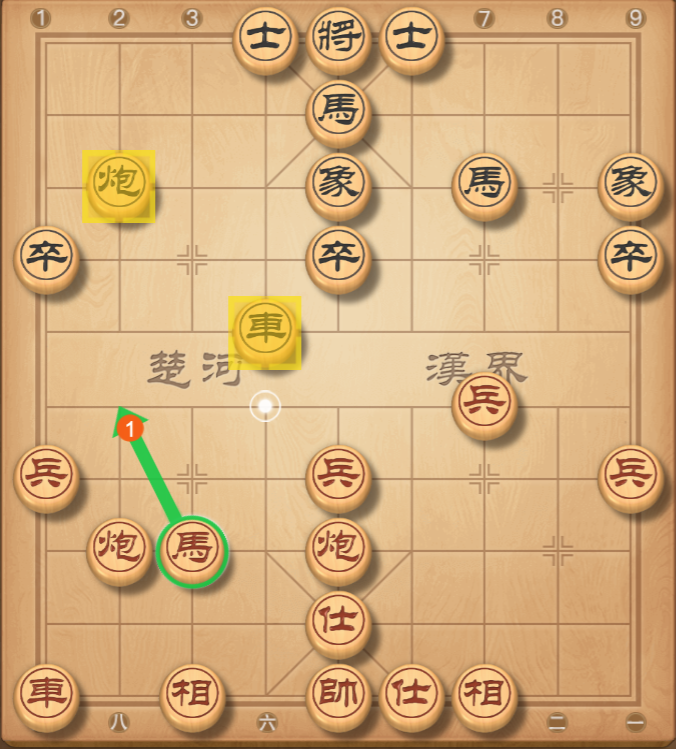 1 2 3 7 8 9
士 將 士
馬
炮 象 馬 象
卒 卒 卒
車
楚河 漢界
兵
兵 兵 兵
1
炮 馬 炮
仕
車 相 帥 仕 相
八 六 二 一